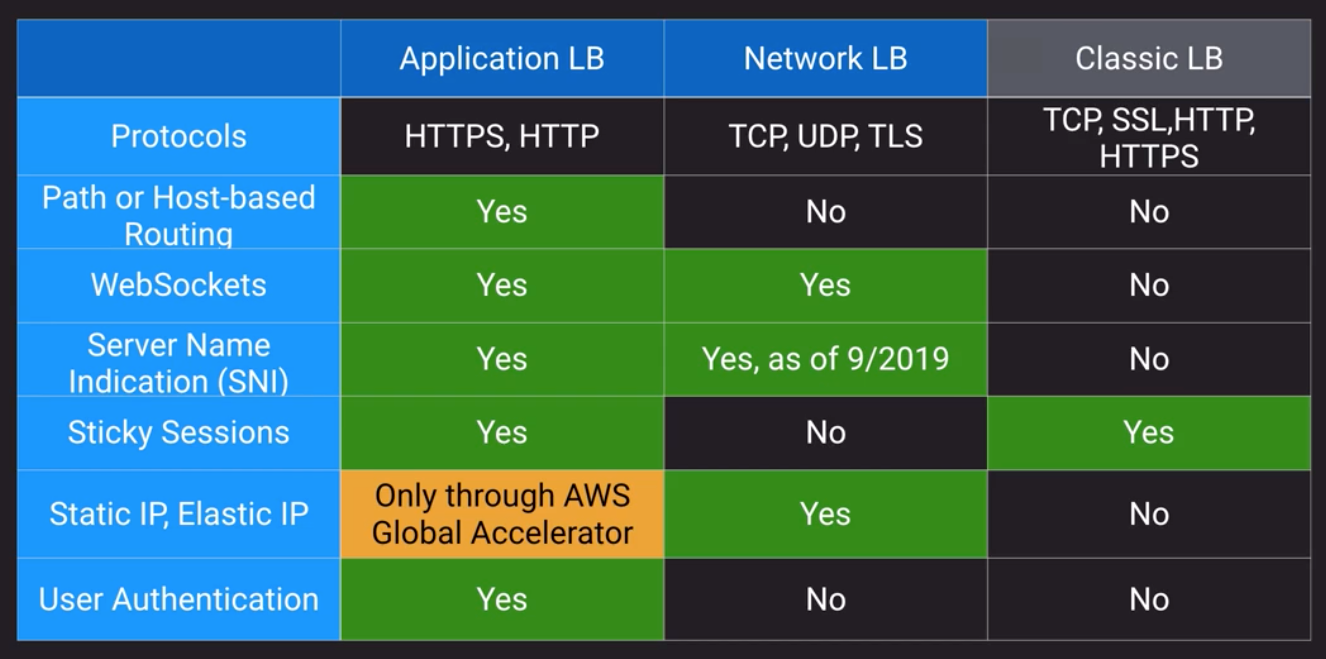 Application LB
Network LB
Classic LB
Protocols
HTTPS, HTTP
TCP, UDP, TLS
TCP, SSL,HTTP,
HTTPS
Path or Host-based
Routing
Yes
No
No
WebSockets
Yes
Yes
No
Server Name
Indication (SNI)
Yes
Yes, as of 9/2019
No
Sticky Sessions
Yes
No
Yes
Static IP, Elastic IP
Only through AWS
Global Accelerator
Yes
No
User Authentication
Yes
No
No